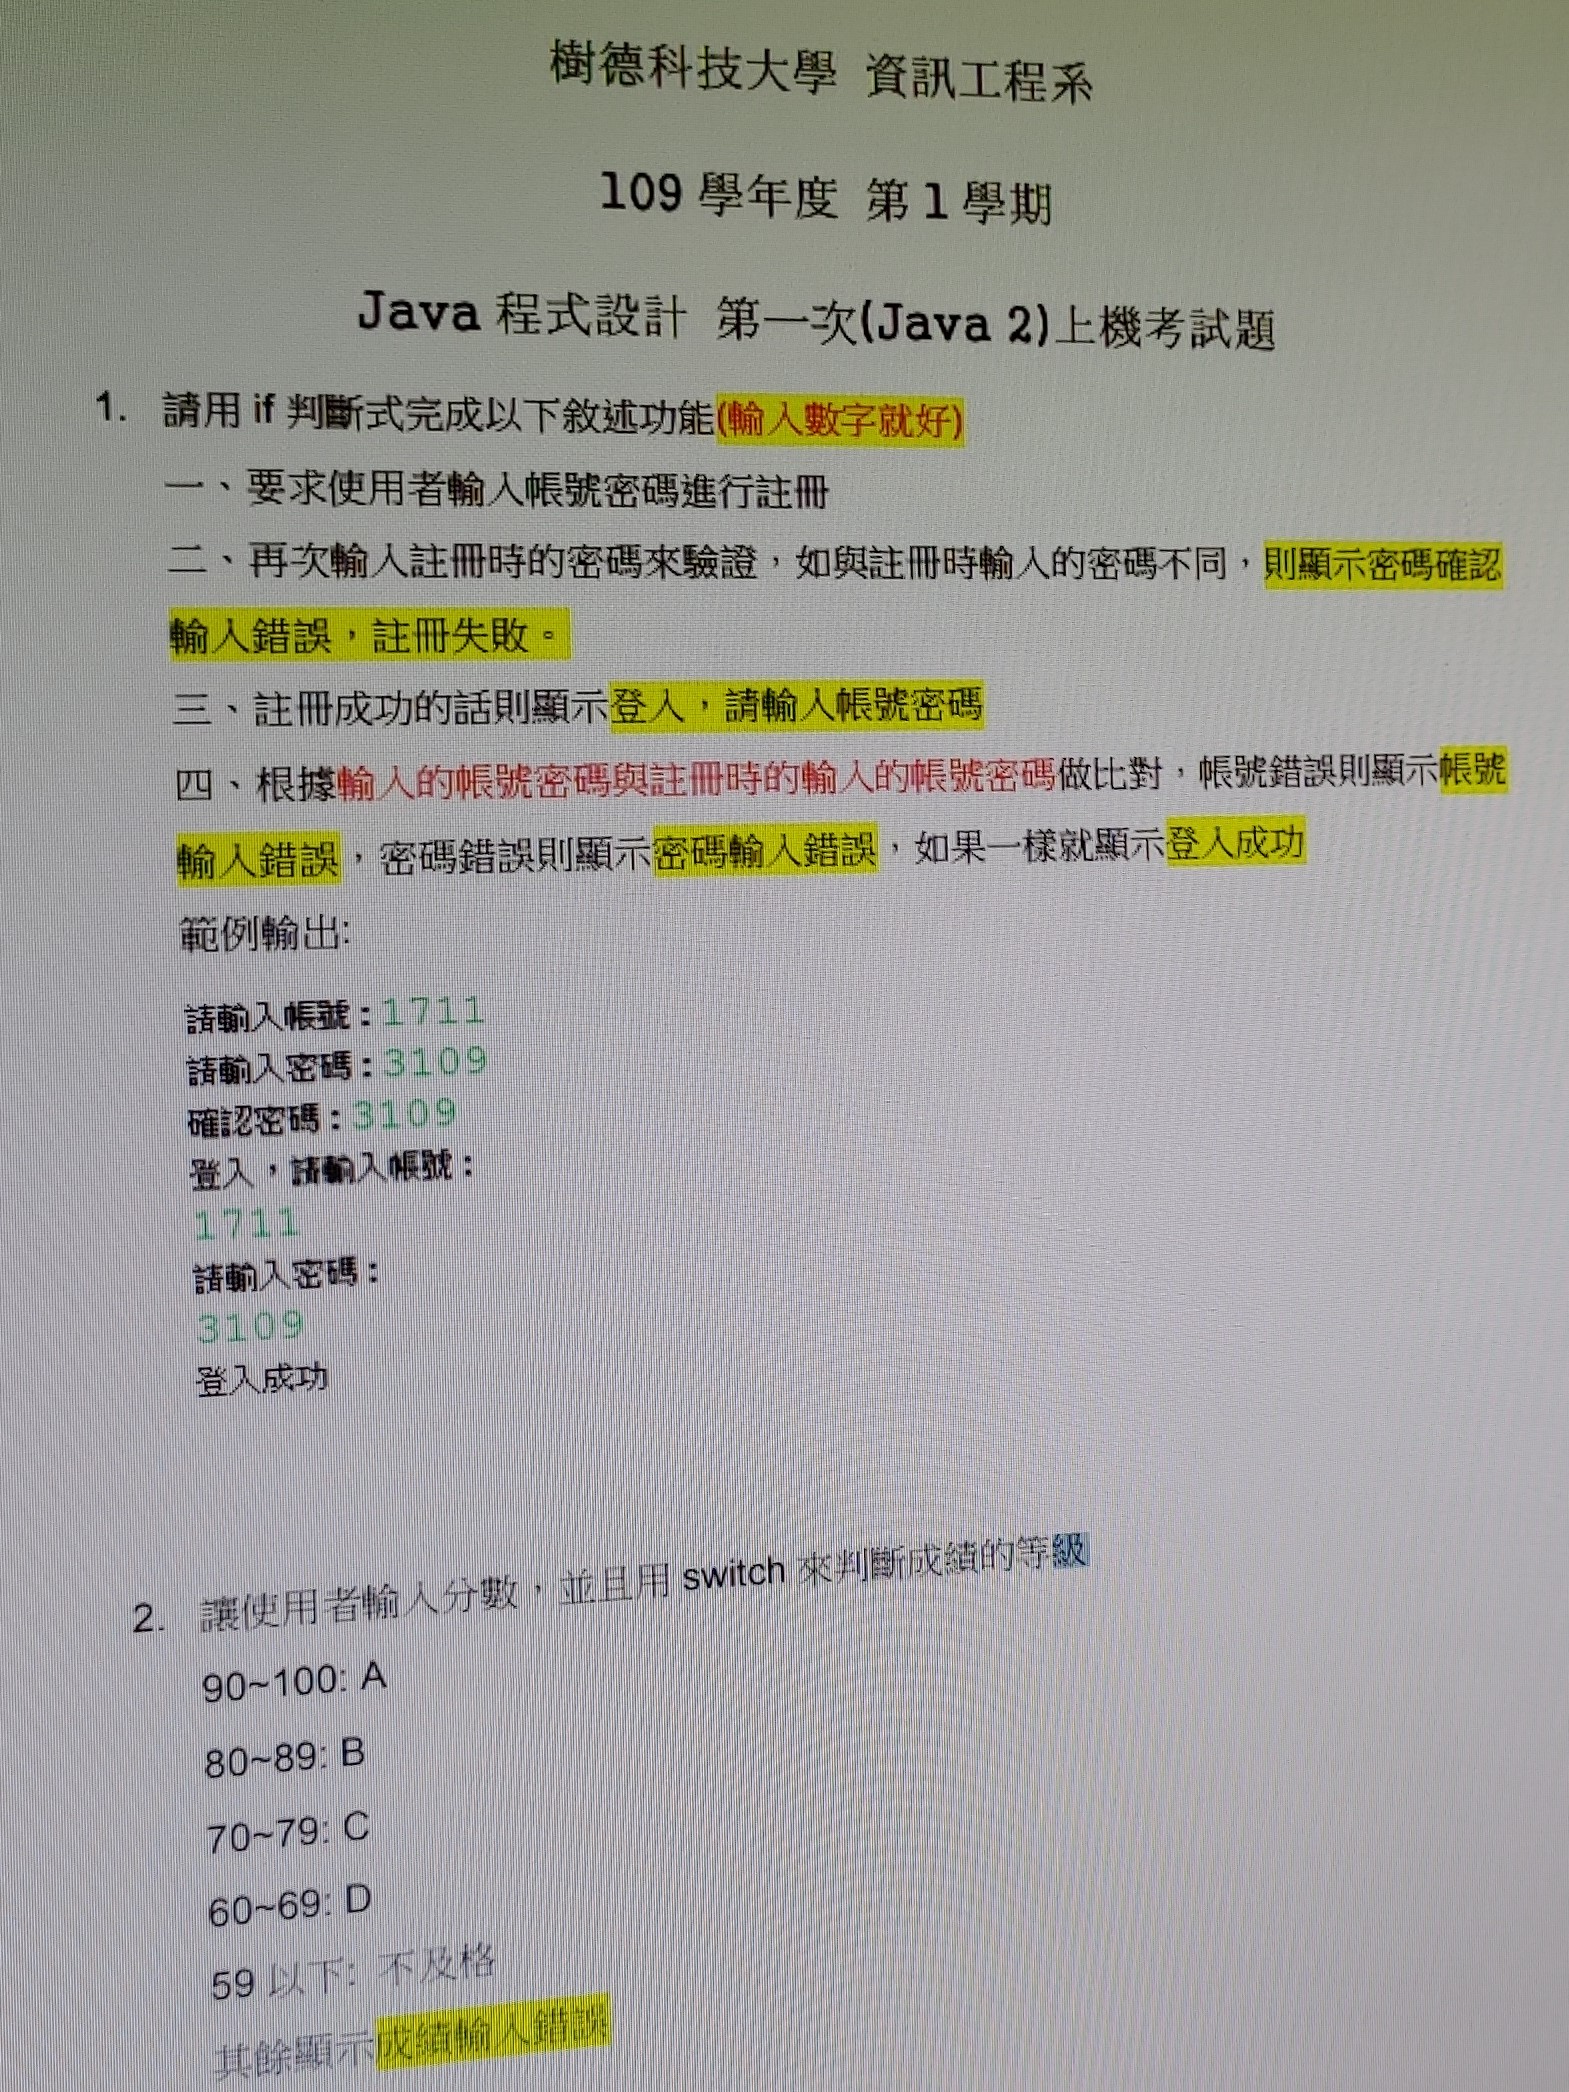 樹德科技大學 資訊工程系
109 學年度 第 1 學期
Java 程式設計 第一次(Java 2)上機考試題
1. 請用 if 判斷式完成以下敘述功能(輸入數字就好)
一、要求使用者輸入帳號密碼進行註冊
二、再次輸入註冊時的密碼來驗證，如與註冊時輸入的密碼不同，則顯示密碼確認
輸入錯誤，註冊失敗。
三、註冊成功的話則顯示登入，請輸入帳號密碼
四、根據輸入的帳號密碼與註冊時的輸入的帳號密碼做比對，帳號錯誤則顯示帳號
輸入錯誤，密碼錯誤則顯示密碼輸入錯誤，如果一樣就顯示登入成功
範例輸出:
請輸入帳號:1711
請輸入密碼:3109
確認密碼:3109
登入，請輸入帳號:
1711
請輸入密碼:
3109
登入成功
2. 讓使用者輸入分數，並且用 switch 來判斷成績的等級
90~100: A
80~89: B
70~79: C
60~69: D
59 以下: 不及格
其餘顯示成績輸入錯誤